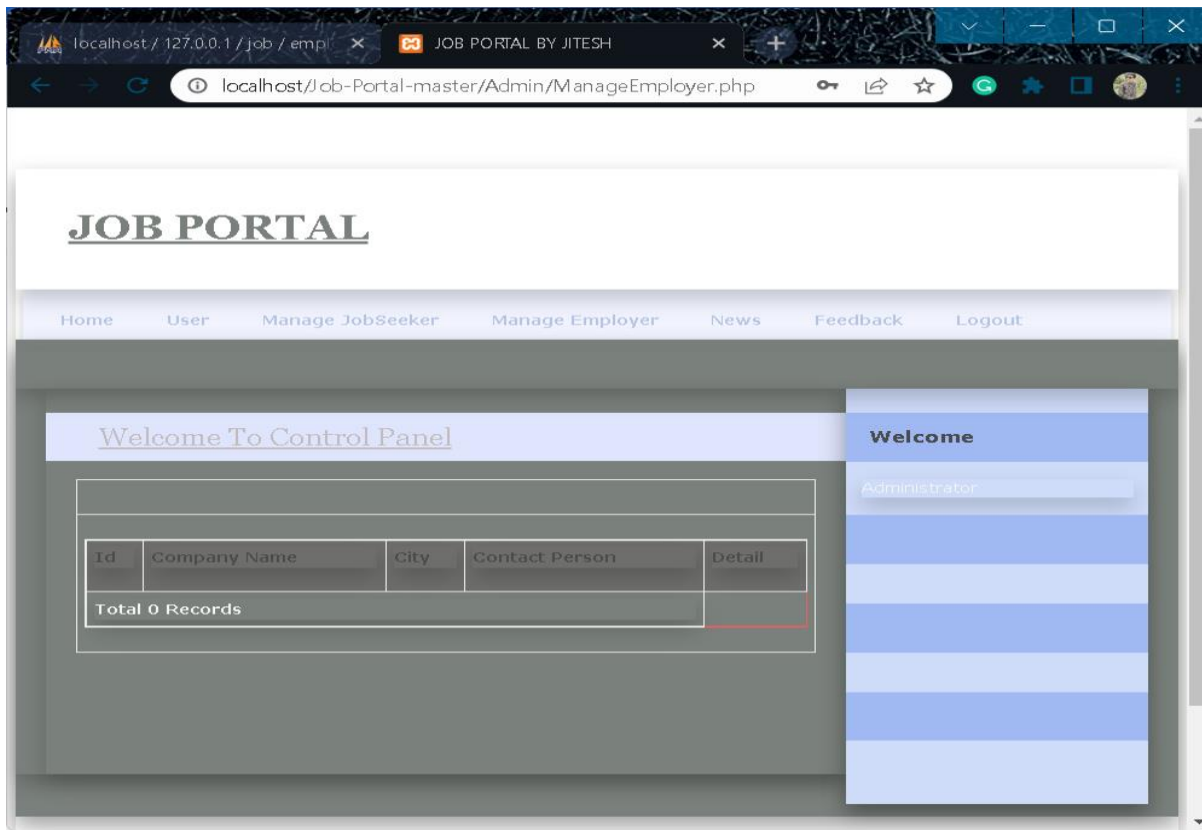 localhost / 127.0.0.1 / job / empl
JOB PORTAL BY JITESH
localhost/Job-Portal-master/Admin/ManageEmployer.php
JOB PORTAL
Home User Manage JobSeeker Manage Employer News Feedback Logout
Welcome To Control Panel
Welcome
Administrator
Id Company Name City Contact Person Detail
Total 0 Records